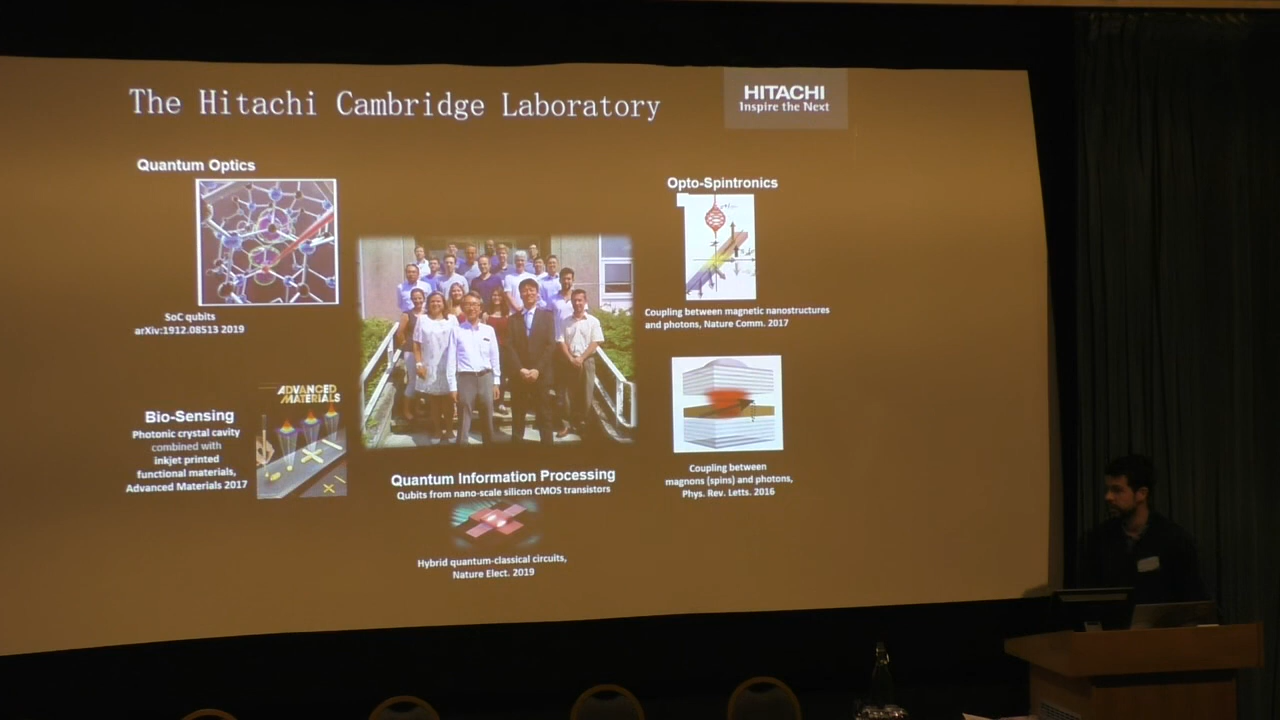 The Hitachi Cambridge Laboratory
HITACHI
Inspire the Next
Quantum Optics
SoC qubits
arXiv:1912.08513 2019
Opto-Spintronics
Coupling between magnetic nanostructures
and photons, Nature Comm. 2017
Bio-Sensing
Photonic crystal cavity
combined with
inkjet printed
functional materials,
Advanced Materials 2017
ADVANCED
MATERIALS
Quantum Information Processing
Qubits from nano-scale silicon CMOS transistors
Hybrid quantum-classical circuits,
Nature Elect. 2019
Coupling between
magnons (spins) and photons,
Phys. Rev. Letts. 2016